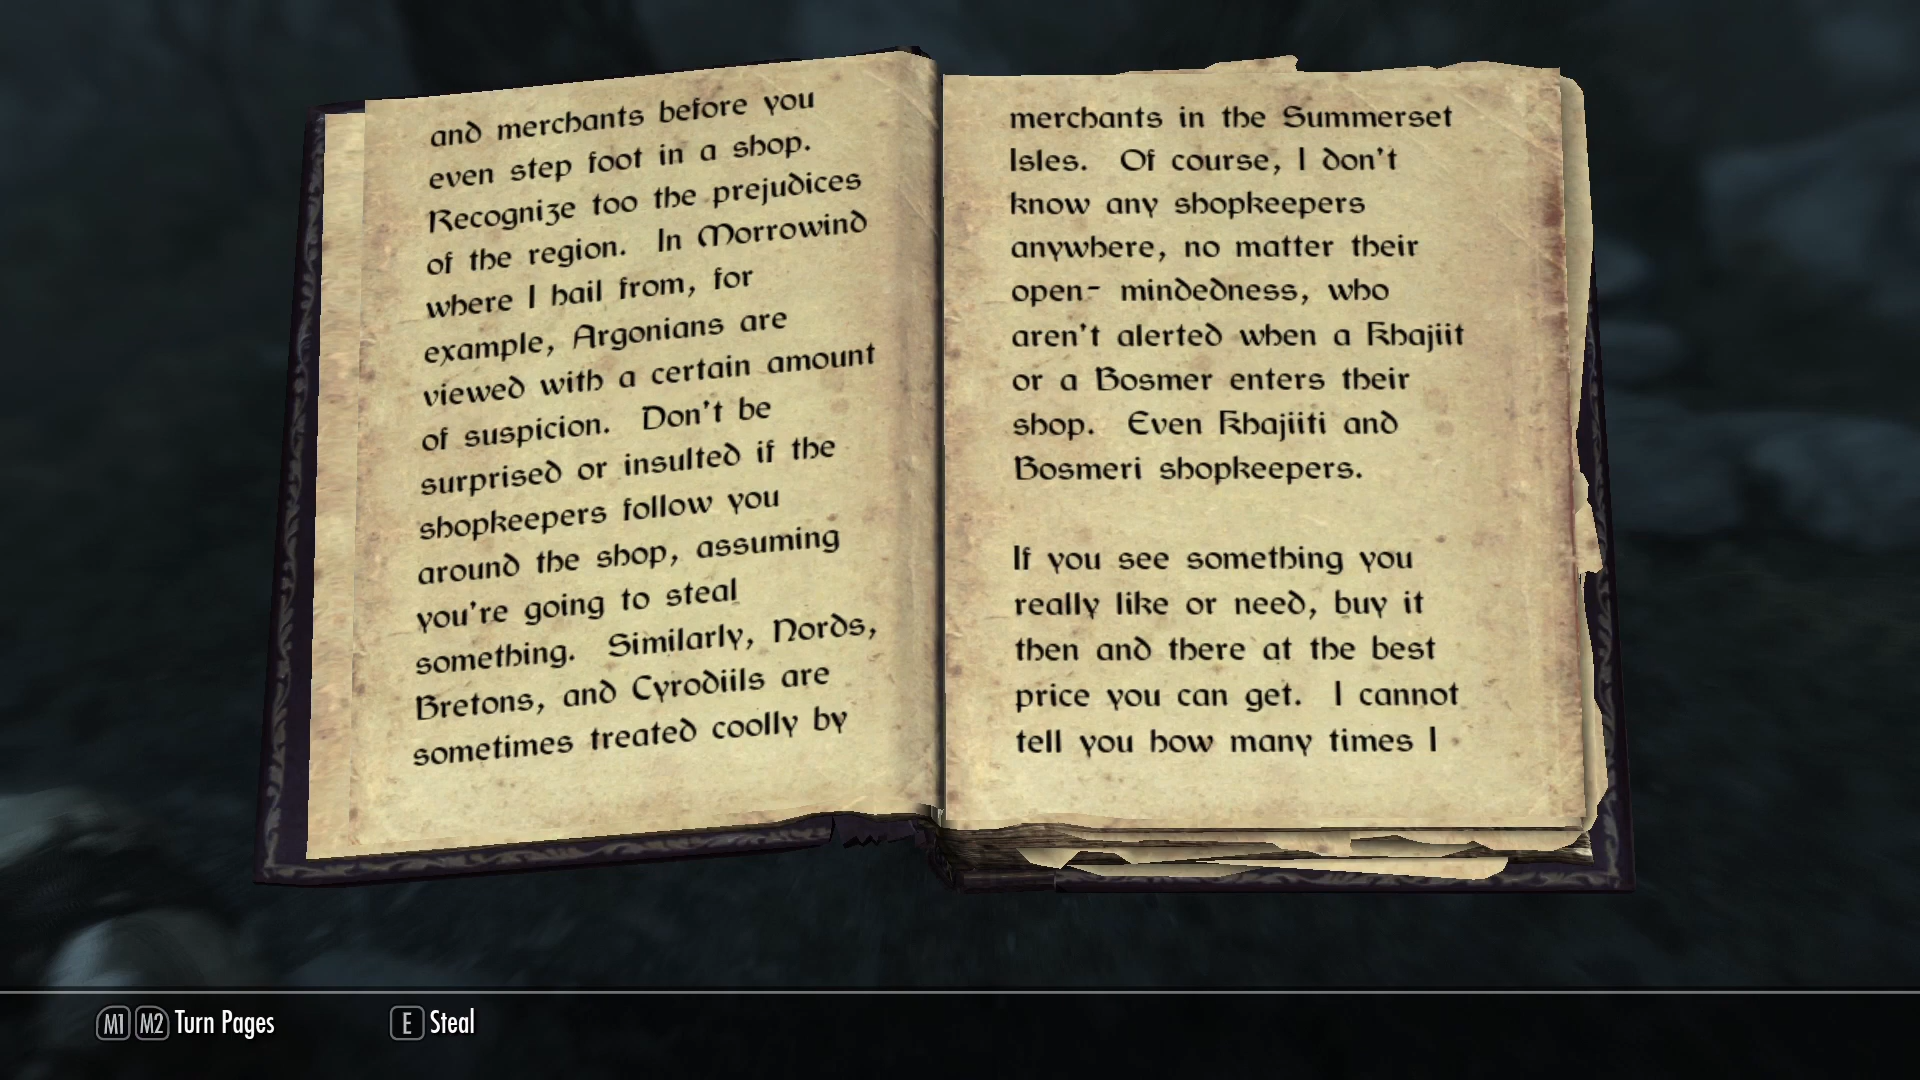 and merchants before you
even step foot in a shop.
Recognize too the prejudices
of the region. In Morrowind
where I hail from, for
example, Argonians are
viewed with a certain amount
of suspicion. Don't be
surprised or insulted if the
shopkeepers follow you
around the shop, assuming
you're going to steal
something. Similarly, Nords,
Bretons, and Cyrodiils are
sometimes treated coolly by
merchants in the Summerset
Isles. Of course, I don't
know any shopkeepers
anywhere, no matter their
open- mindedness, who
aren't alerted when a Khajiit
or a Bosmer enters their
shop. Even Khajiiti and
Bosmeri shopkeepers.
If you see something you
really like or need, buy it
then and there at the best
price you can get. I cannot
tell you how many times I
M1 M2 Turn Pages
E Steal